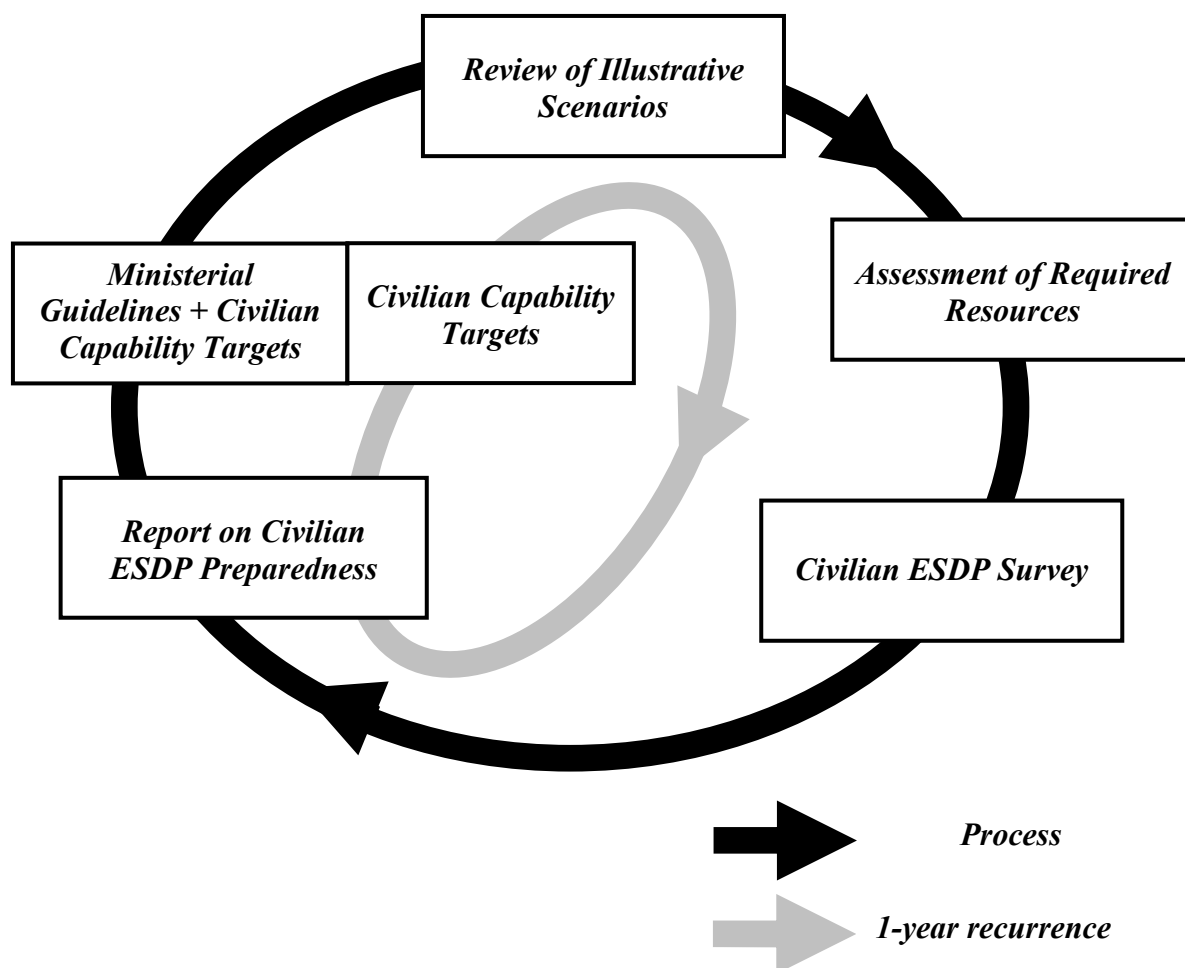 Review of Illustrative
Scenarios
Ministerial
Guidelines + Civilian
Capability Targets
Civilian Capability
Targets
Assessment of Required
Resources
Report on Civilian
ESDP Preparedness
Civilian ESDP Survey
Process
1-year recurrence